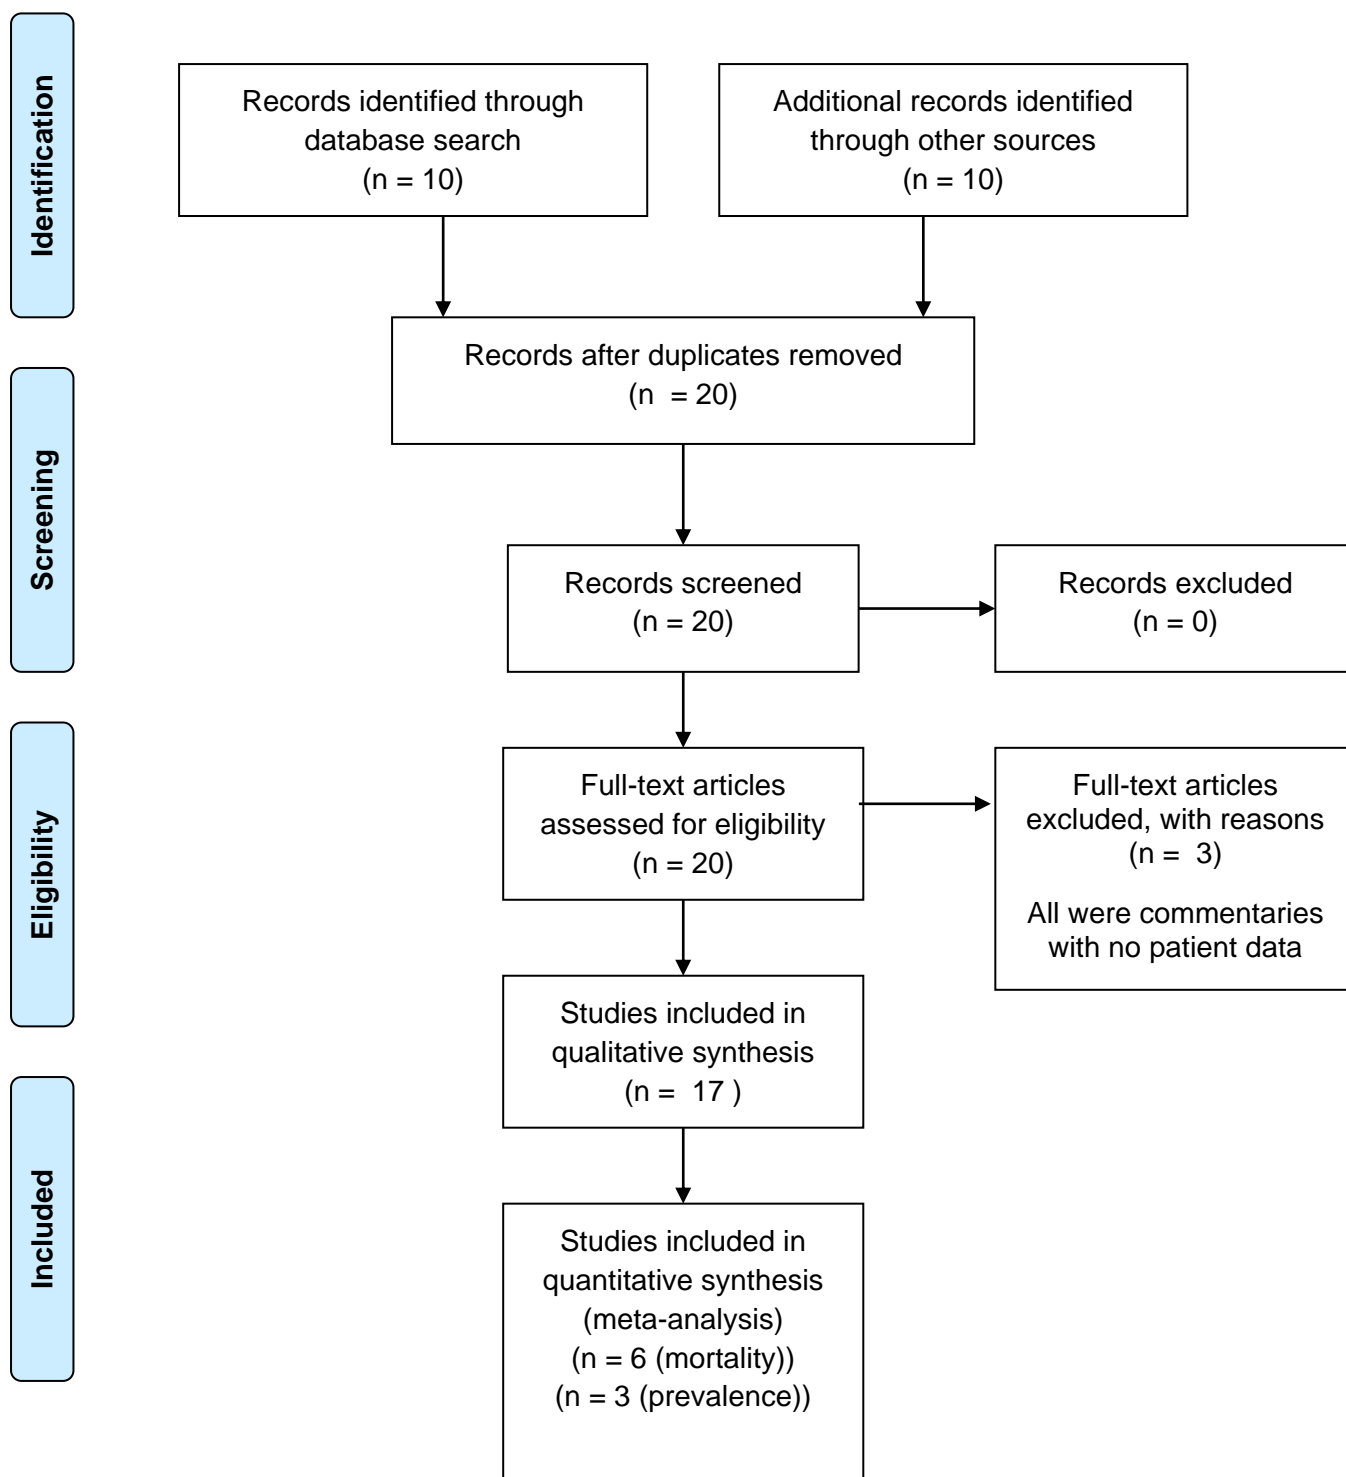 Identification
Records identified through
database search
(n = 10)
Additional records identified
through other sources
(n = 10)
Records after duplicates removed
(n  = 20)
Screening
Records screened
(n = 20)
Records excluded
(n = 0)
Eligibility
Full-text articles
assessed for eligibility
(n = 20)
Full-text articles
excluded, with reasons
(n =  3)
All were commentaries
with no patient data
Studies included in
qualitative synthesis
(n =  17 )
Included
Studies included in
quantitative synthesis
(meta-analysis)
(n = 6 (mortality))
(n = 3 (prevalence))